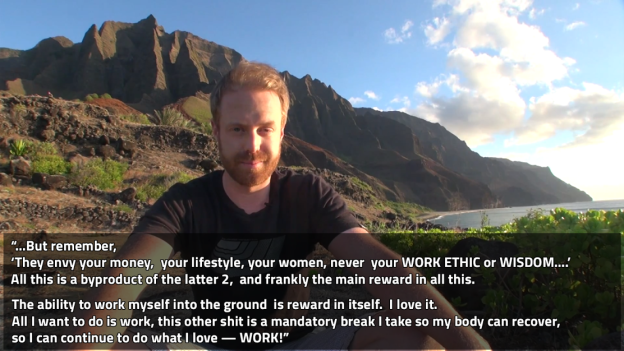 "...But remember,
'They envy your money, your lifestyle, your women, never your WORK ETHIC or WISDOM....'
All this is a byproduct of the latter 2, and frankly the main reward in all this.
The ability to work myself into the ground is reward in itself. I love it.
All I want to do is work, this other shit is a mandatory break I take so my body can recover,
so I can continue to do what I love — WORK!"